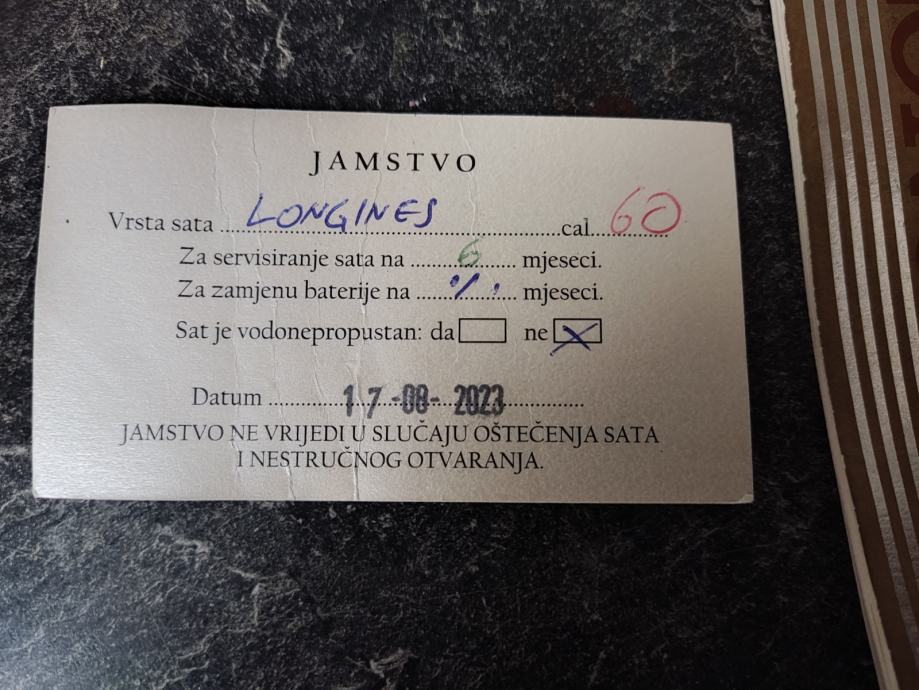 JAMSTVO
Vrsta sata ........ LONGINES ........ cal. 60
Za servisiranje sata na ..... 6 ..... mjeseci.
Za zamjenu baterije na ..... % ..... mjeseci.
Sat je vodonepropustan: da ne X
Datum ........ 17 -08- 2023 ........
JAMSTVO NE VRIJEDI U SLUČAJU OŠTEČENJA SATA
I NESTRUČNOG OTVARANJA.